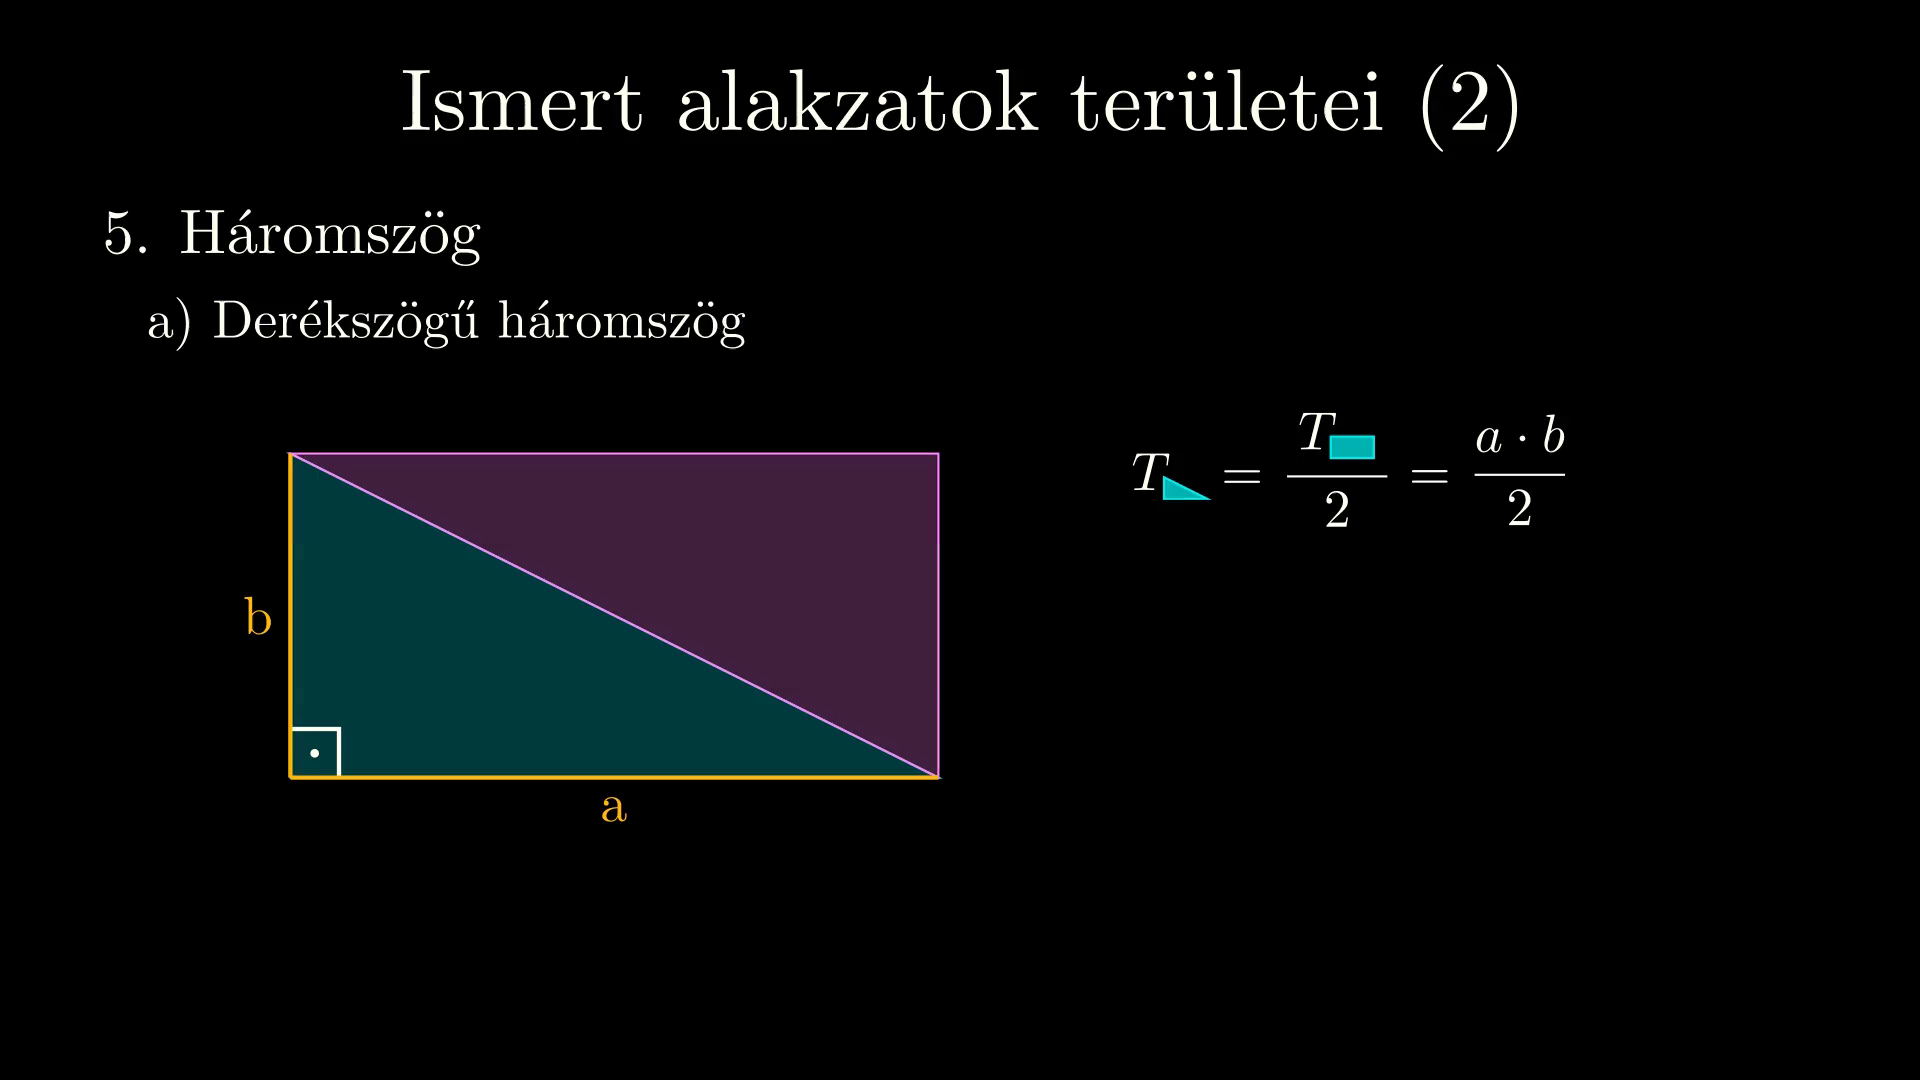 Ismert alakzatok területei (2)
5. Háromszög
a) Derékszögű háromszög
T = T / 2 = a · b / 2
b
a